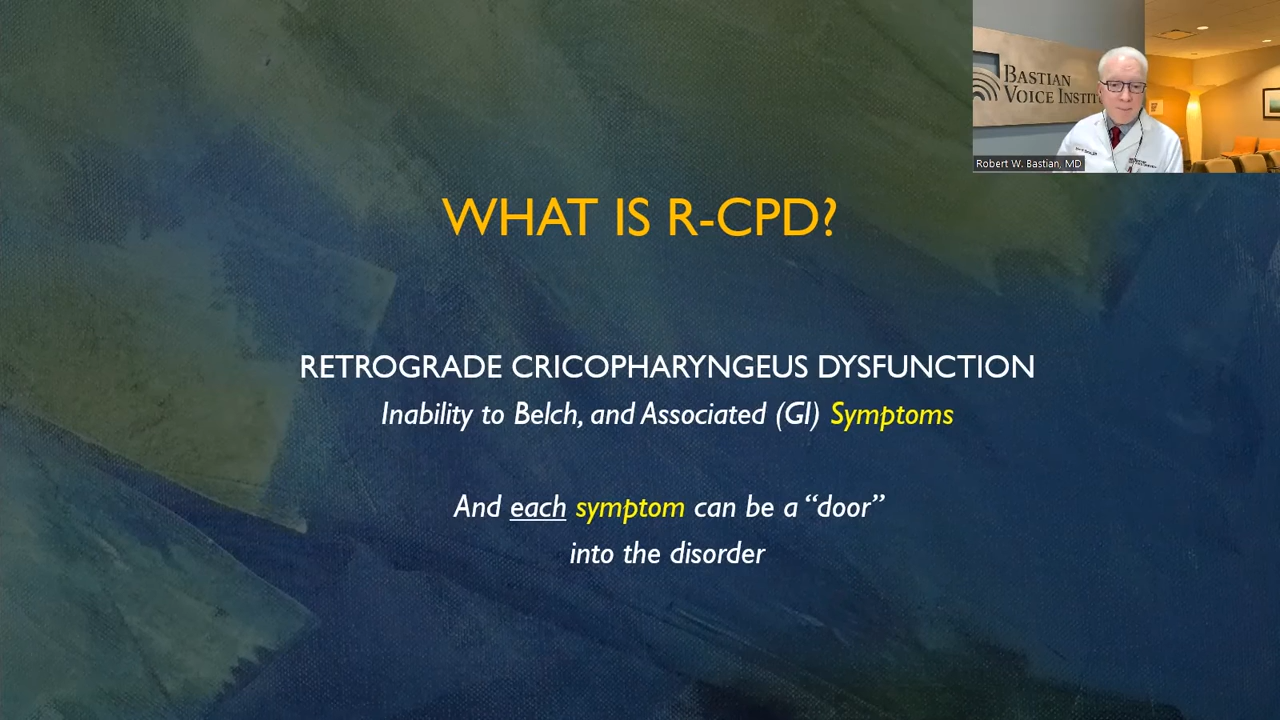 BASTIAN
VOICE INSTIT
Robert W. Bastian, MD
WHAT IS R-CPD?
RETROGRADE CRICOPHARYNGEUS DYSFUNCTION
Inability to Belch, and Associated (GI) Symptoms
And each symptom can be a “door”
into the disorder